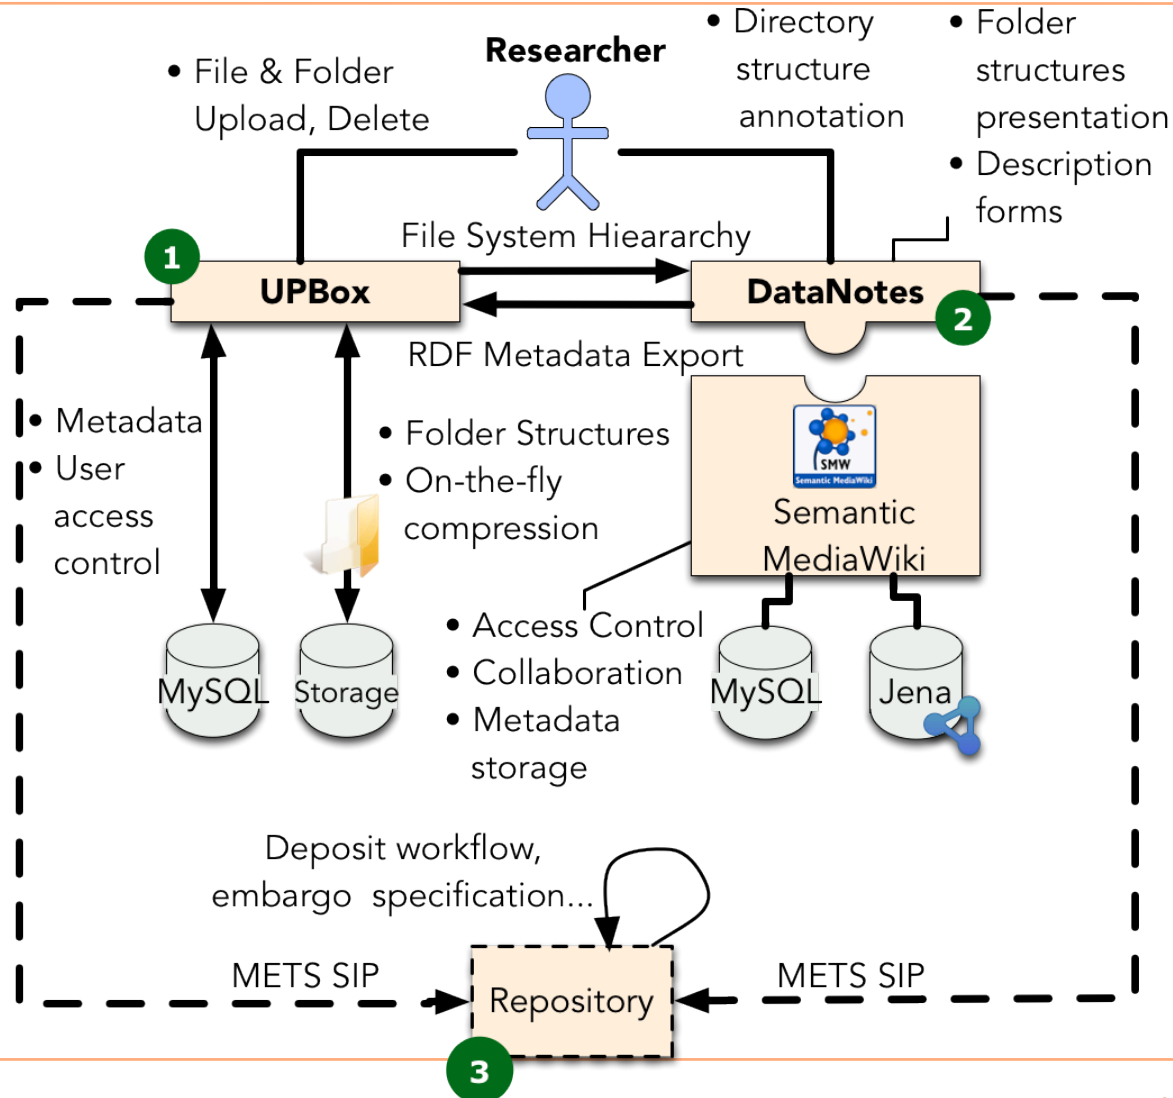 Researcher
• File & Folder
Upload, Delete
• Directory
structure
annotation
• Folder
structures
presentation
• Description
forms
File System Hieararchy
1
UPBox
DataNotes
2
RDF Metadata Export
• Metadata
• User
access
control
• Folder Structures
• On-the-fly
compression
SMW
Semantic MediaWiki
Semantic
MediaWiki
• Access Control
• Collaboration
• Metadata
storage
MySQL
Storage
MySQL
Jena
Deposit workflow,
embargo specification...
METS SIP
METS SIP
Repository
3